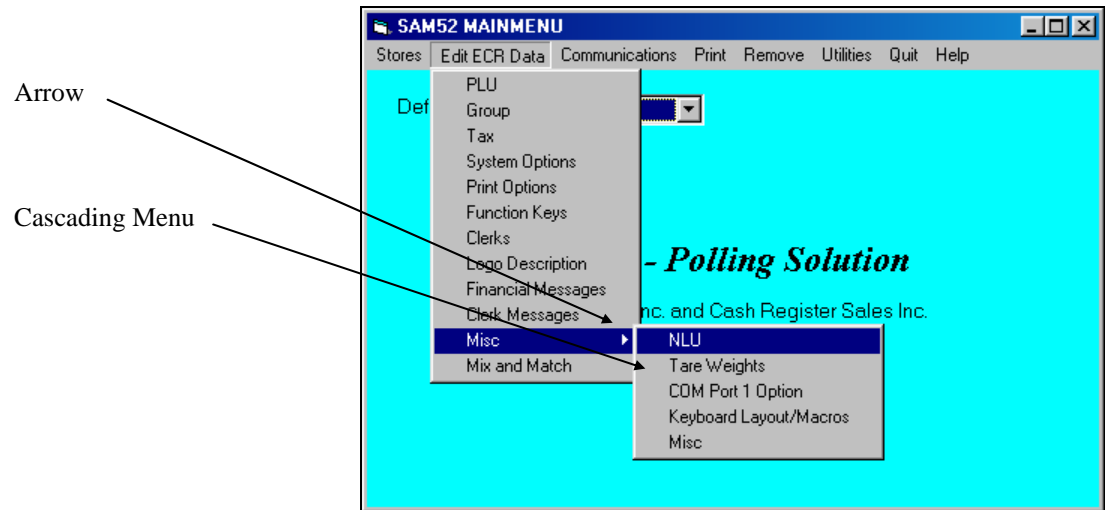 SAM52 MAINMENU
Stores Edit ECR Data Communications Print Remove Utilities Quit Help
Arrow
Cascading Menu
Def
PLU
Group
Tax
System Options
Print Options
Function Keys
Clerks
Logo Description
Financial Messages
Clerk Messages
Misc
Mix and Match
- Polling Solution
nc. and Cash Register Sales Inc.
NLU
Tare Weights
COM Port 1 Option
Keyboard Layout/Macros
Misc